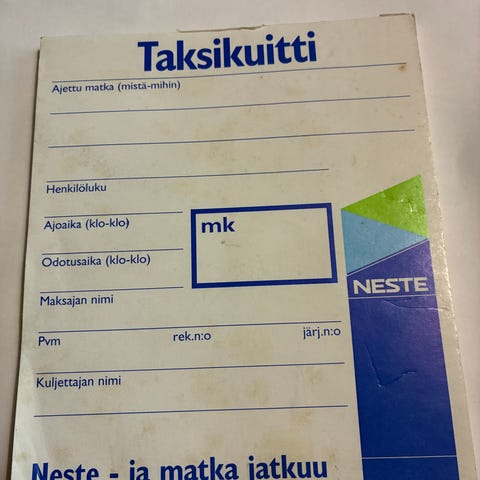 Taksikuitti
Ajettu matka (mistä-mihin)
Henkilöluku
Ajoaika (klo-klo)
mk
Odotusaika (klo-klo)
NESTE
Maksajan nimi
Pvm rek.n:o järj.n:o
Kuljettajan nimi
Neste - ja matka jatkuu